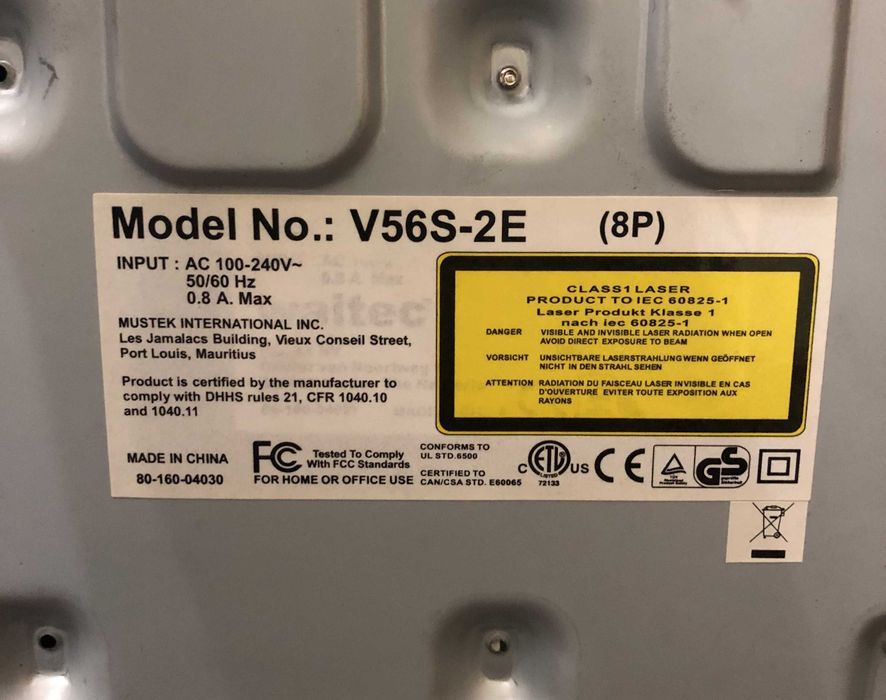 Model No.: V56S-2E (8P)
INPUT : AC 100-240V~
50/60 Hz
0.8 A. Max
MUSTEK INTERNATIONAL INC.
Les Jamalacs Building, Vieux Conseil Street,
Port Louis, Mauritius
Product is certified by the manufacturer to
comply with DHHS rules 21, CFR 1040.10
and 1040.11
CLASS1 LASER
PRODUCT TO IEC 60825-1
Laser Produkt Klasse 1
nach iec 60825-1
DANGER VISIBLE AND INVISIBLE LASER RADIATION WHEN OPEN
AVOID DIRECT EXPOSURE TO BEAM
VORSICHT UNSICHTBARE LASERSTRAHLUNG WENN GEÖFFNET
NICHT IN DEN STRAHL SEHEN
ATTENTION RADIATION DU FAISCEAU LASER INVISIBLE EN CAS
D'OUVERTURE EVITER TOUTE EXPOSITION AUX
RAYONS
MADE IN CHINA
80-160-04030
FC Tested To Comply
With FCC Standards
FOR HOME OR OFFICE USE
CONFORMS TO
UL STD.6500
CERTIFIED TO
CAN/CSA STD. E60065
C ETL US
LISTED
72133
CE
GS